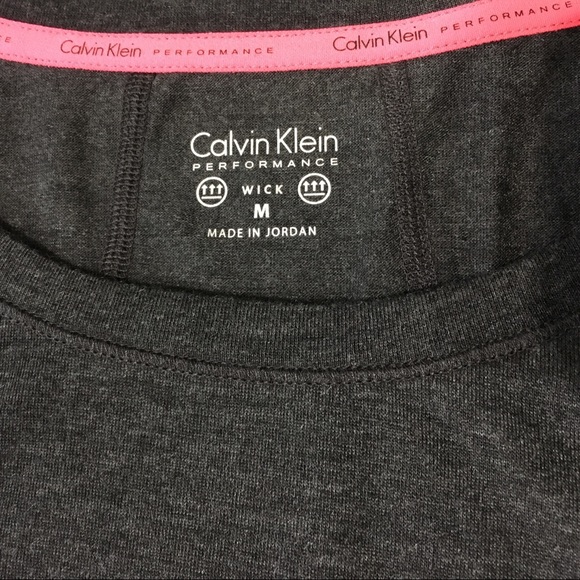 Calvin Klein PERFORMANCE Calvin Klein PERFORMANCE
Calvin Klein
PERFORMANCE
WICK
M
MADE IN JORDAN